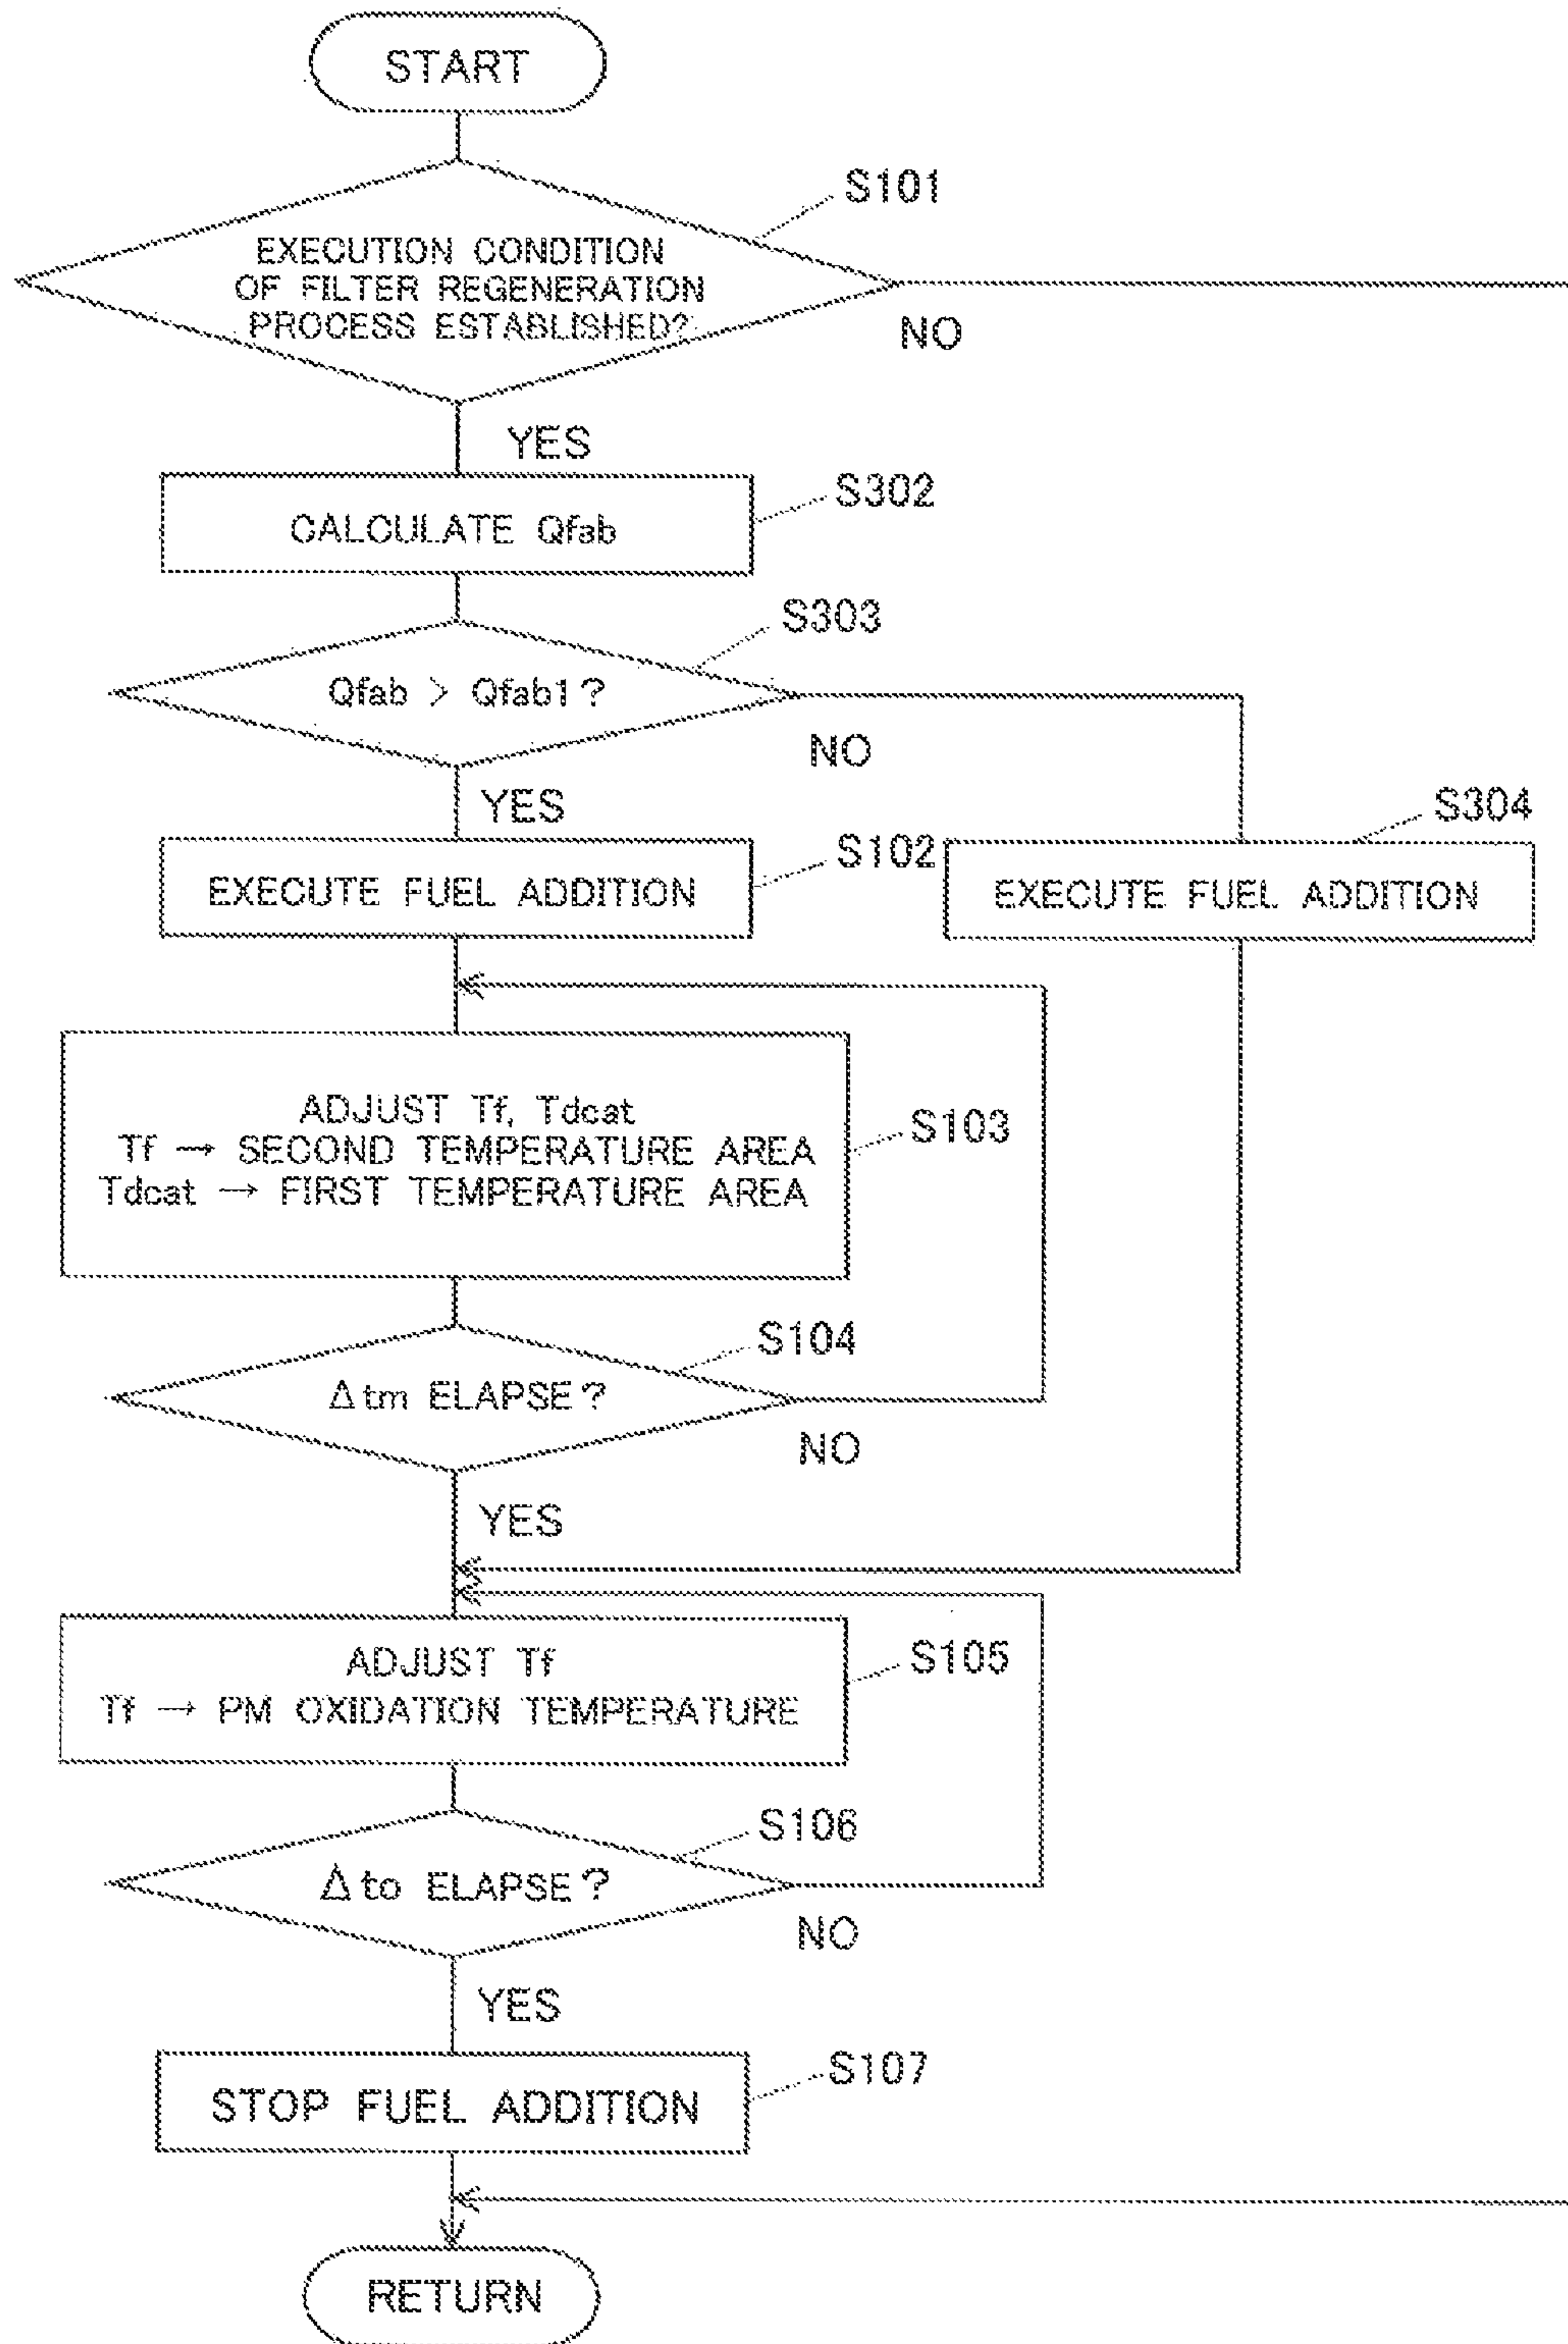 START
S101
EXECUTION CONDITION
OF FILTER REGENERATION
PROCESS ESTABLISHED?
NO
YES
S302
CALCULATE Qfab
S303
Qfab > Qfab1?
NO
YES
S304
S102
EXECUTE FUEL ADDITION
EXECUTE FUEL ADDITION
ADJUST Tf, Tdcat
Tf → SECOND TEMPERATURE AREA
Tdcat → FIRST TEMPERATURE AREA
S103
S104
Δtm ELAPSE?
NO
YES
ADJUST Tf
Tf → PM OXIDATION TEMPERATURE
S105
S106
Δto ELAPSE?
NO
YES
S107
STOP FUEL ADDITION
RETURN